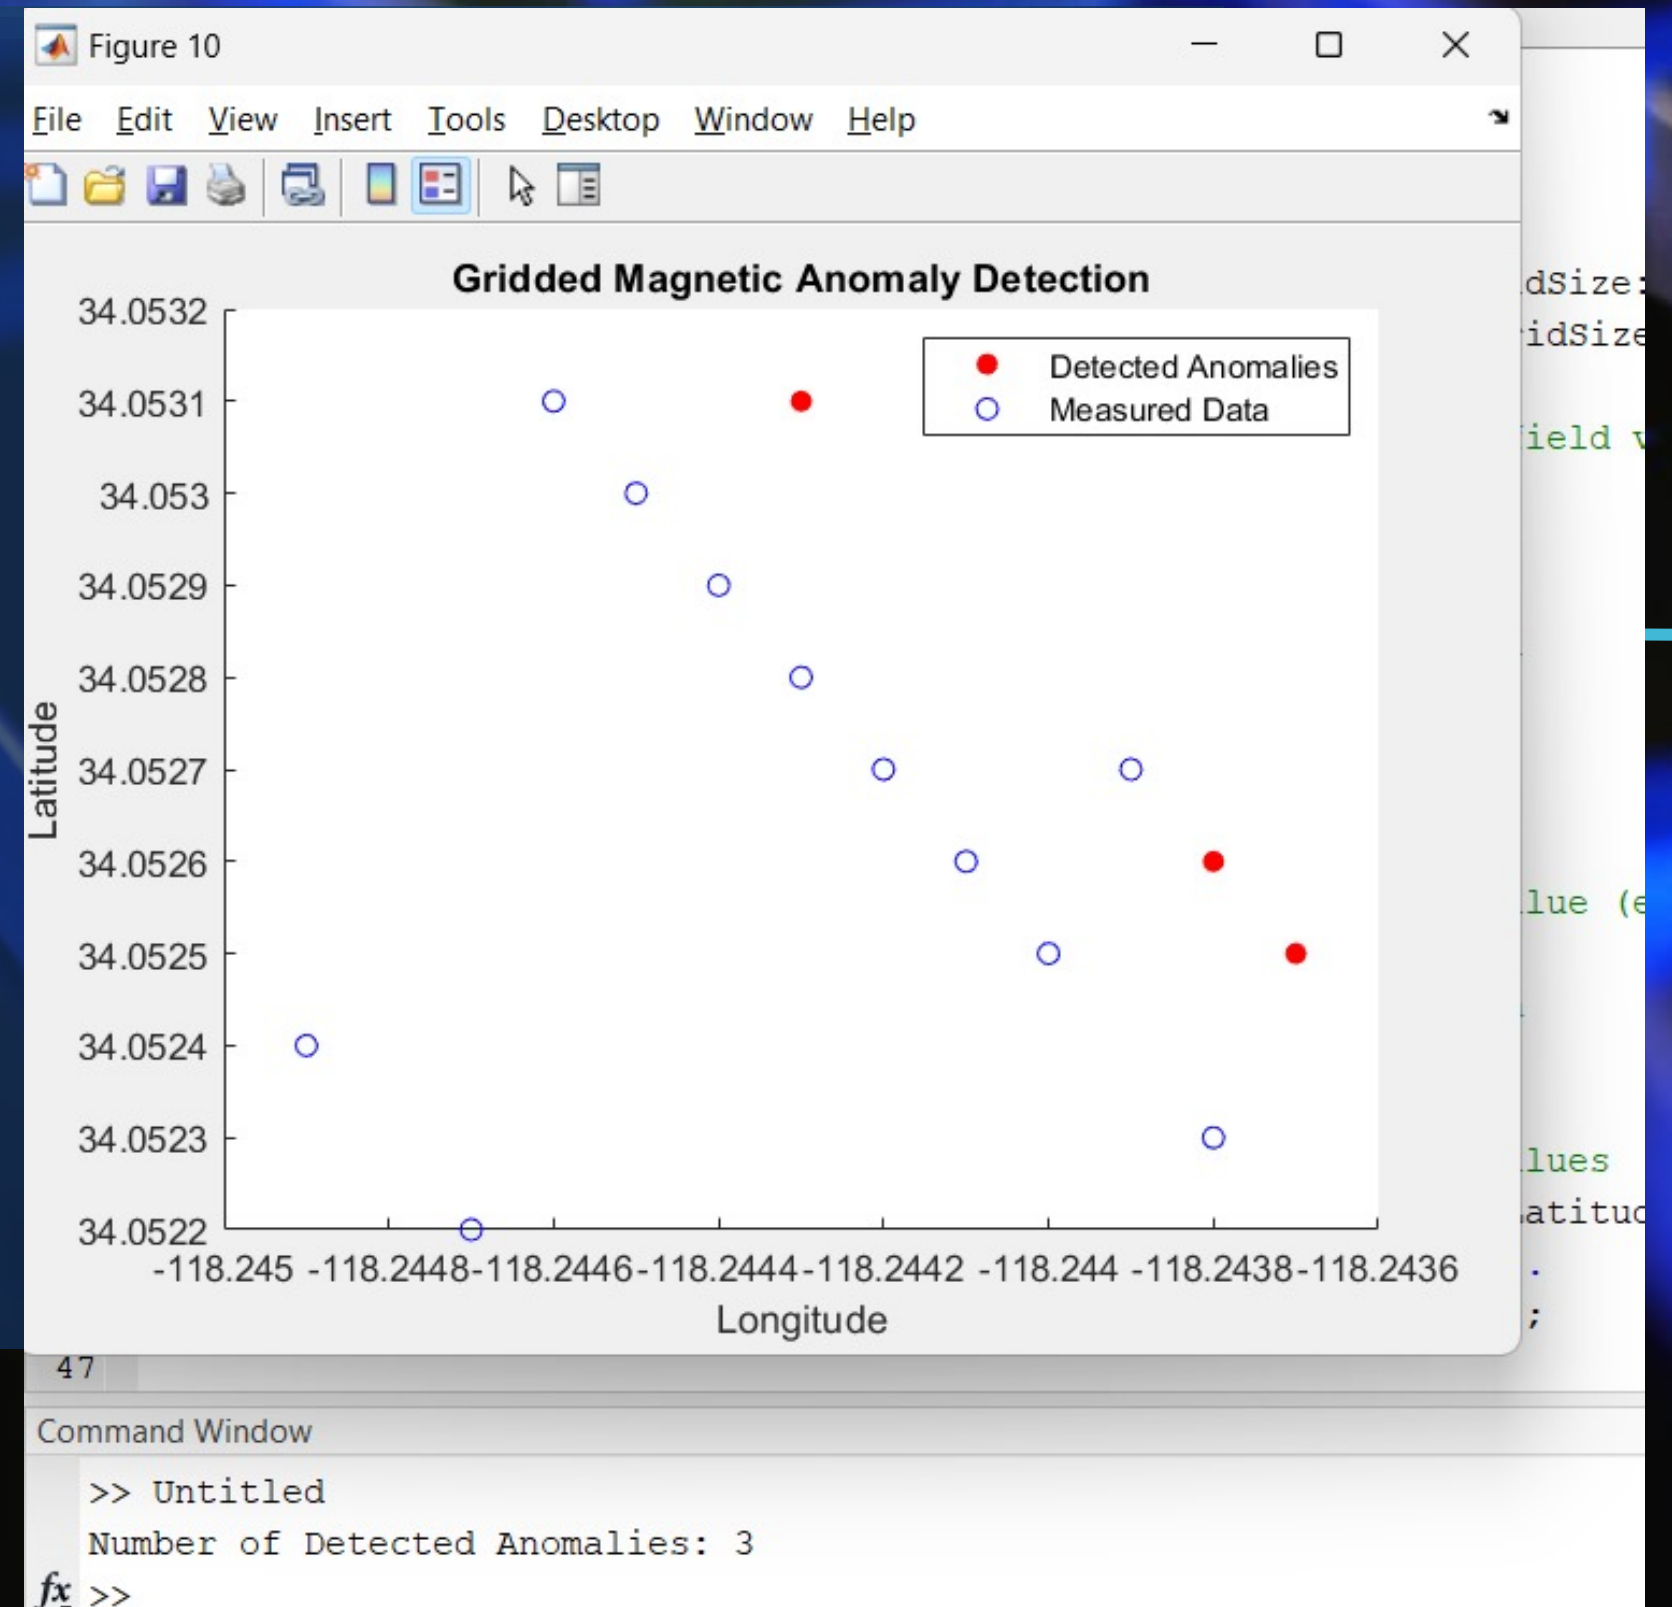 Figure 10
File Edit View Insert Tools Desktop Window Help
Gridded Magnetic Anomaly Detection
Detected Anomalies
Measured Data
34.0532
34.0531
34.053
34.0529
34.0528
34.0527
34.0526
34.0525
34.0524
34.0523
34.0522
Latitude
-118.245 -118.2448 -118.2446 -118.2444 -118.2442 -118.244 -118.2438 -118.2436
Longitude
dSize:
idSize
ield v
lue (e
lues
atitud
.
;
47
Command Window
>> Untitled
Number of Detected Anomalies: 3
fx >>